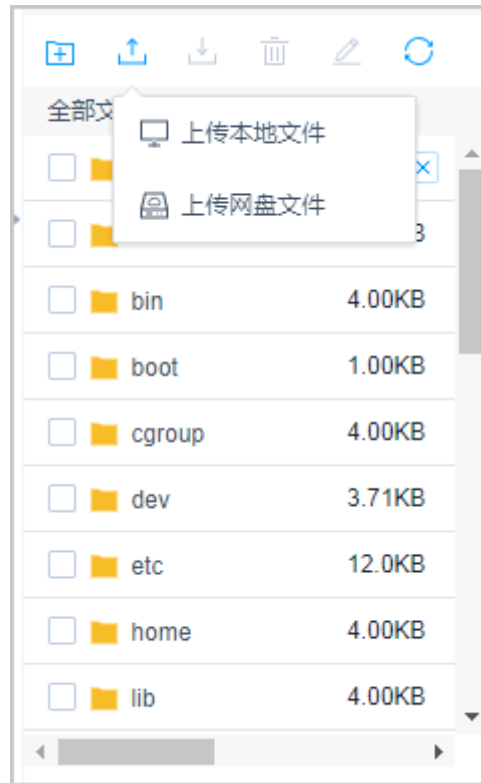 全部文
上传本地文件
上传网盘文件
bin 4.00KB
boot 1.00KB
cgroup 4.00KB
dev 3.71KB
etc 12.0KB
home 4.00KB
lib 4.00KB